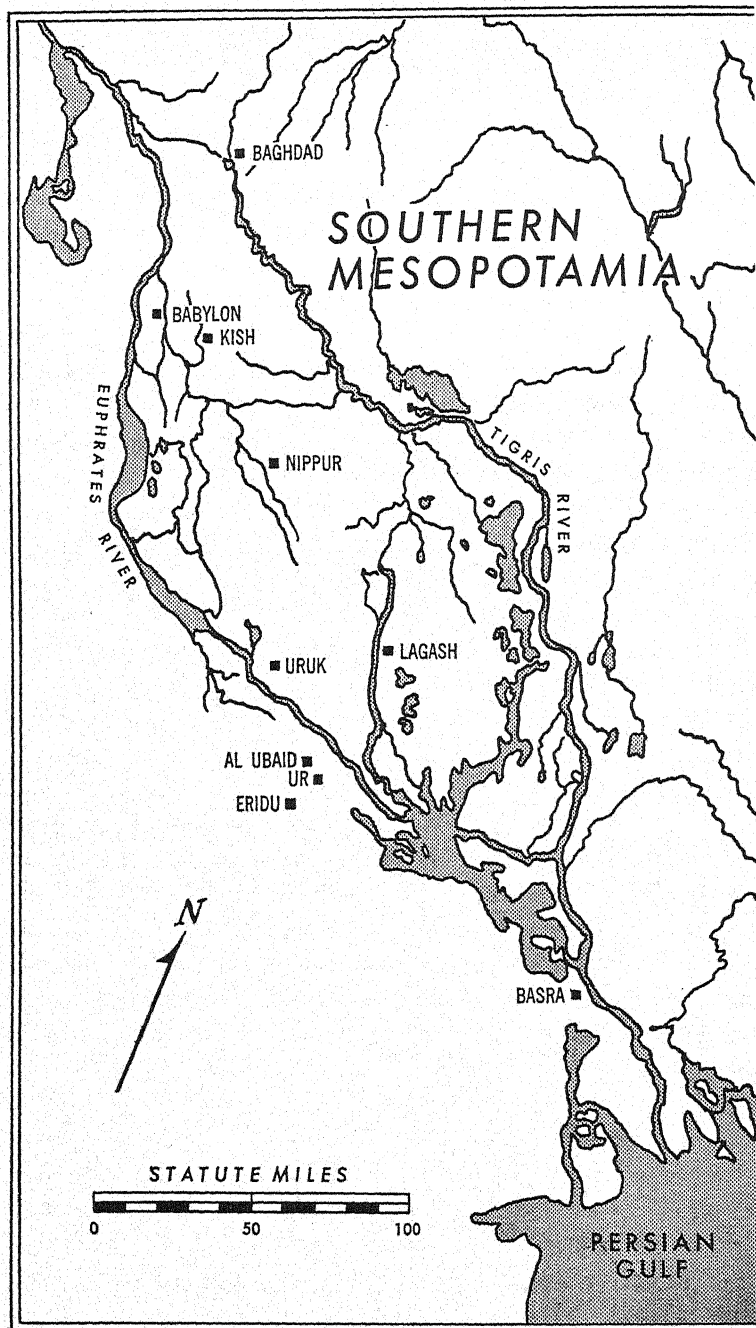 BAGHDAD
SOUTHERN
MESOPOTAMIA
BABYLON
KISH
EUPHRATES RIVER
TIGRIS RIVER
NIPPUR
LAGASH
URUK
AL UBAID
UR
ERIDU
N
BASRA
STATUTE MILES
0 50 100
PERSIAN
GULF